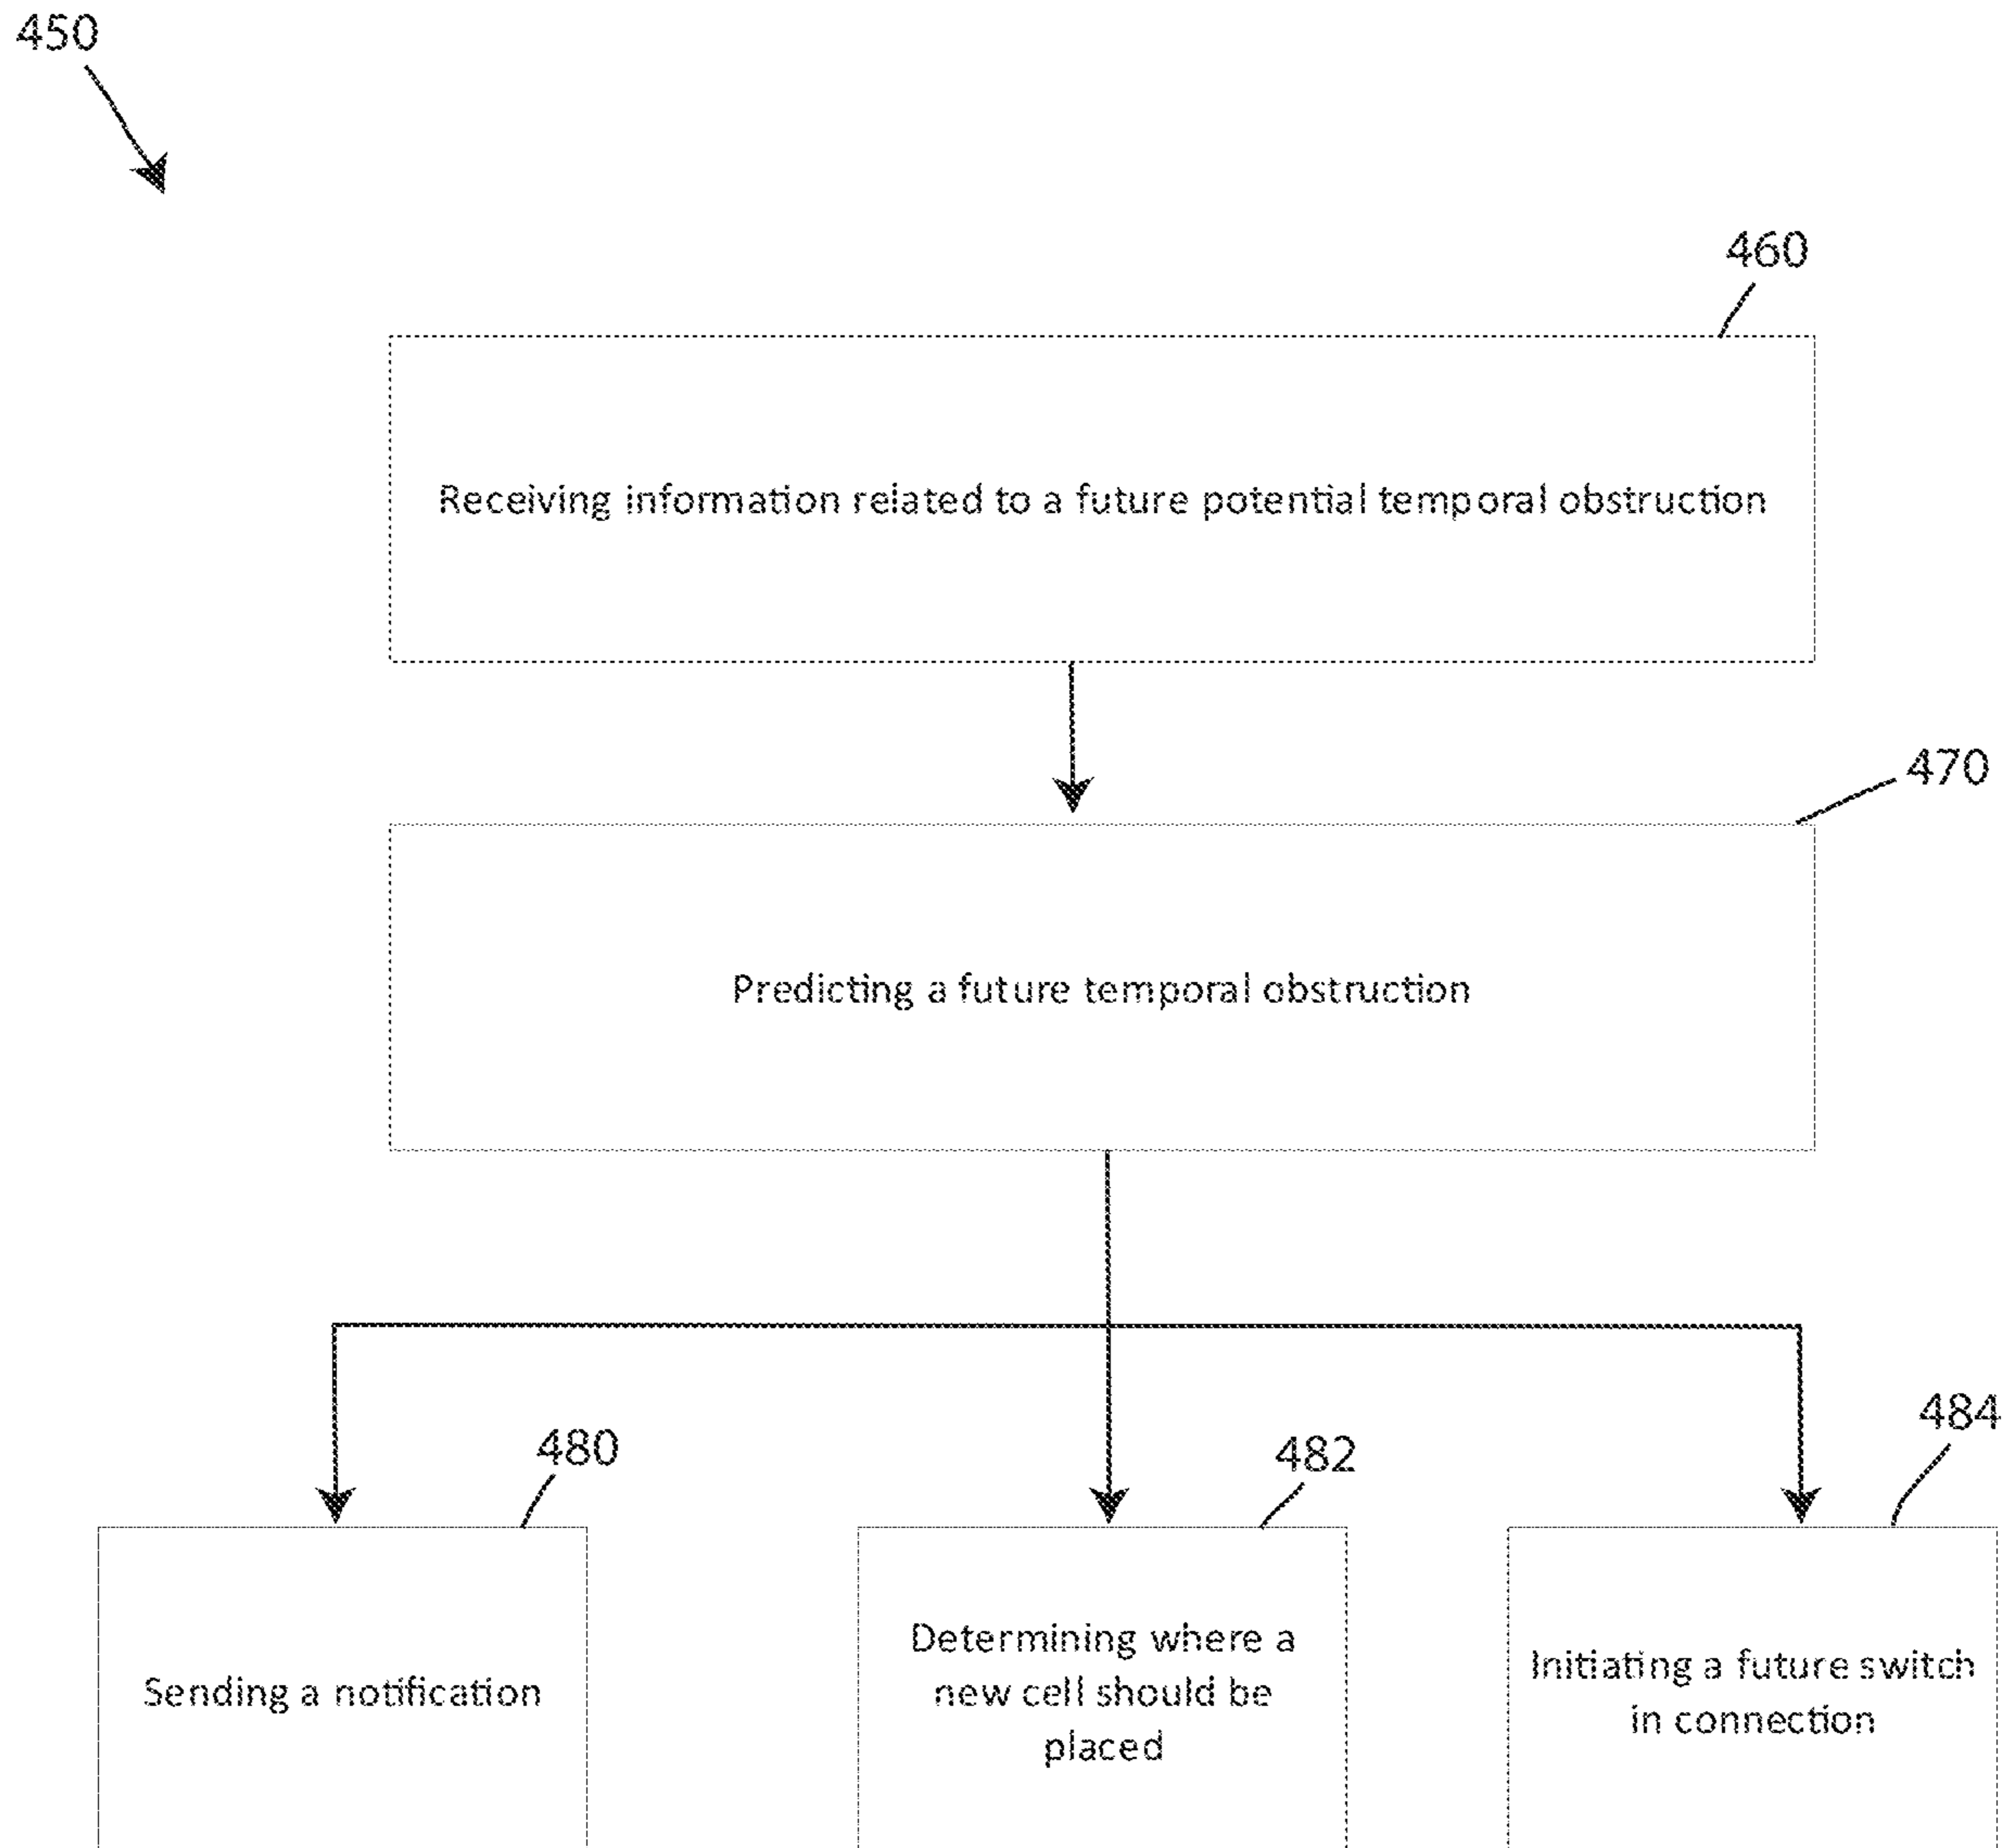 450
460
Receiving information related to a future potential temporal obstruction
470
Predicting a future temporal obstruction
480
482
484
Sending a notification
Determining where a
new cell should be
placed
Initiating a future switch
in connection